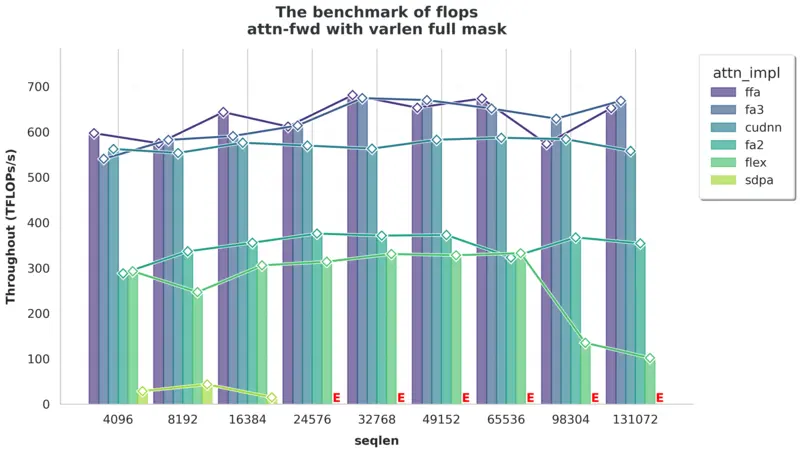 The benchmark of flops
attn-fwd with varlen full mask
Throughout (TFLOPs/s)
700
600
500
400
300
200
100
0
E E E E E E
4096 8192 16384 24576 32768 49152 65536 98304 131072
seqlen
attn_impl
ffa
fa3
cudnn
fa2
flex
sdpa